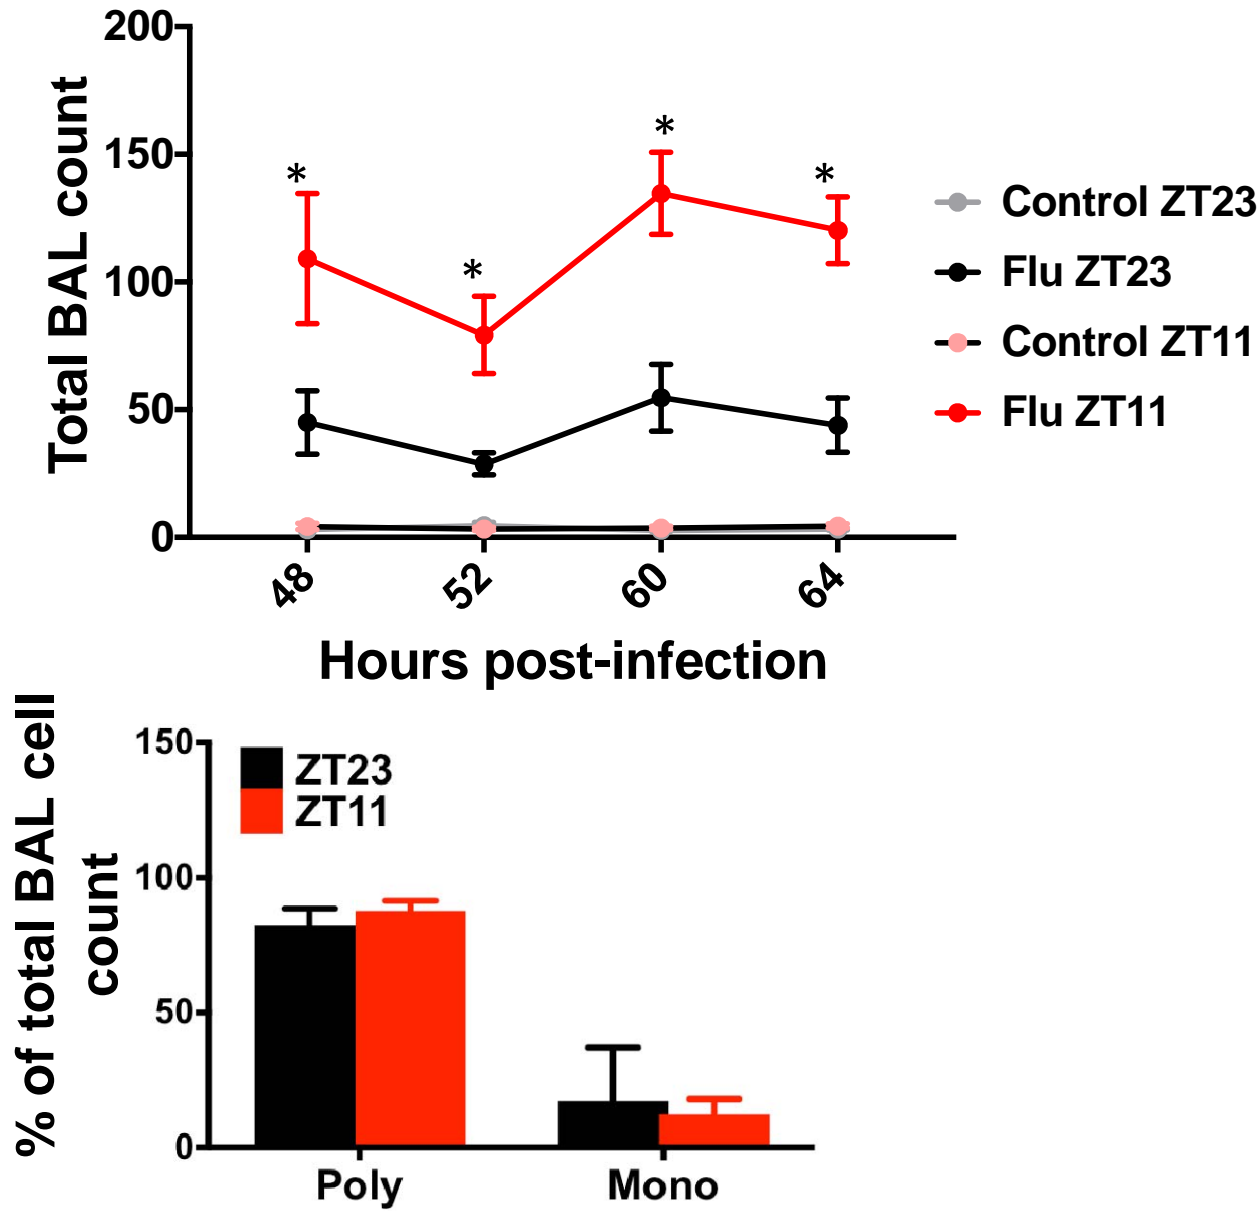 200
150
100
50
0
Total BAL count
*
*
*
*
48
52
60
64
Hours post-infection
Control ZT23
Flu ZT23
Control ZT11
Flu ZT11
% of total BAL cell
count
150
100
50
0
ZT23
ZT11
Poly
Mono